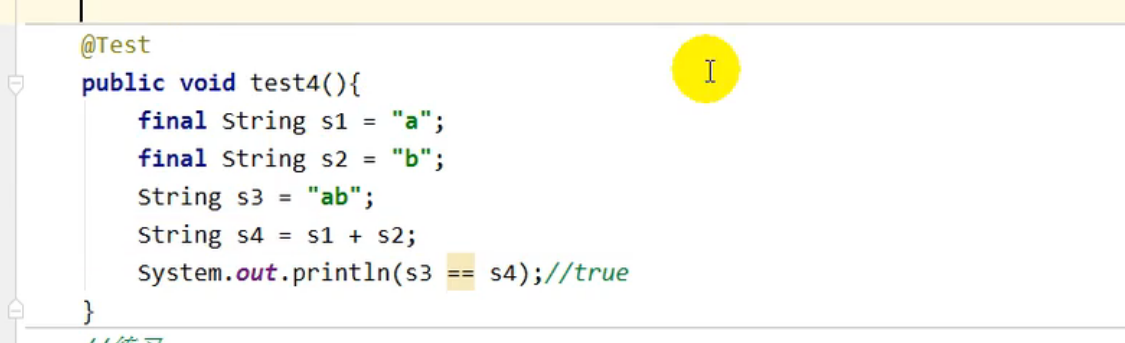 @Test
public void test4(){
    final String s1 = "a";
    final String s2 = "b";
    String s3 = "ab";
    String s4 = s1 + s2;
    System.out.println(s3 == s4);//true
}